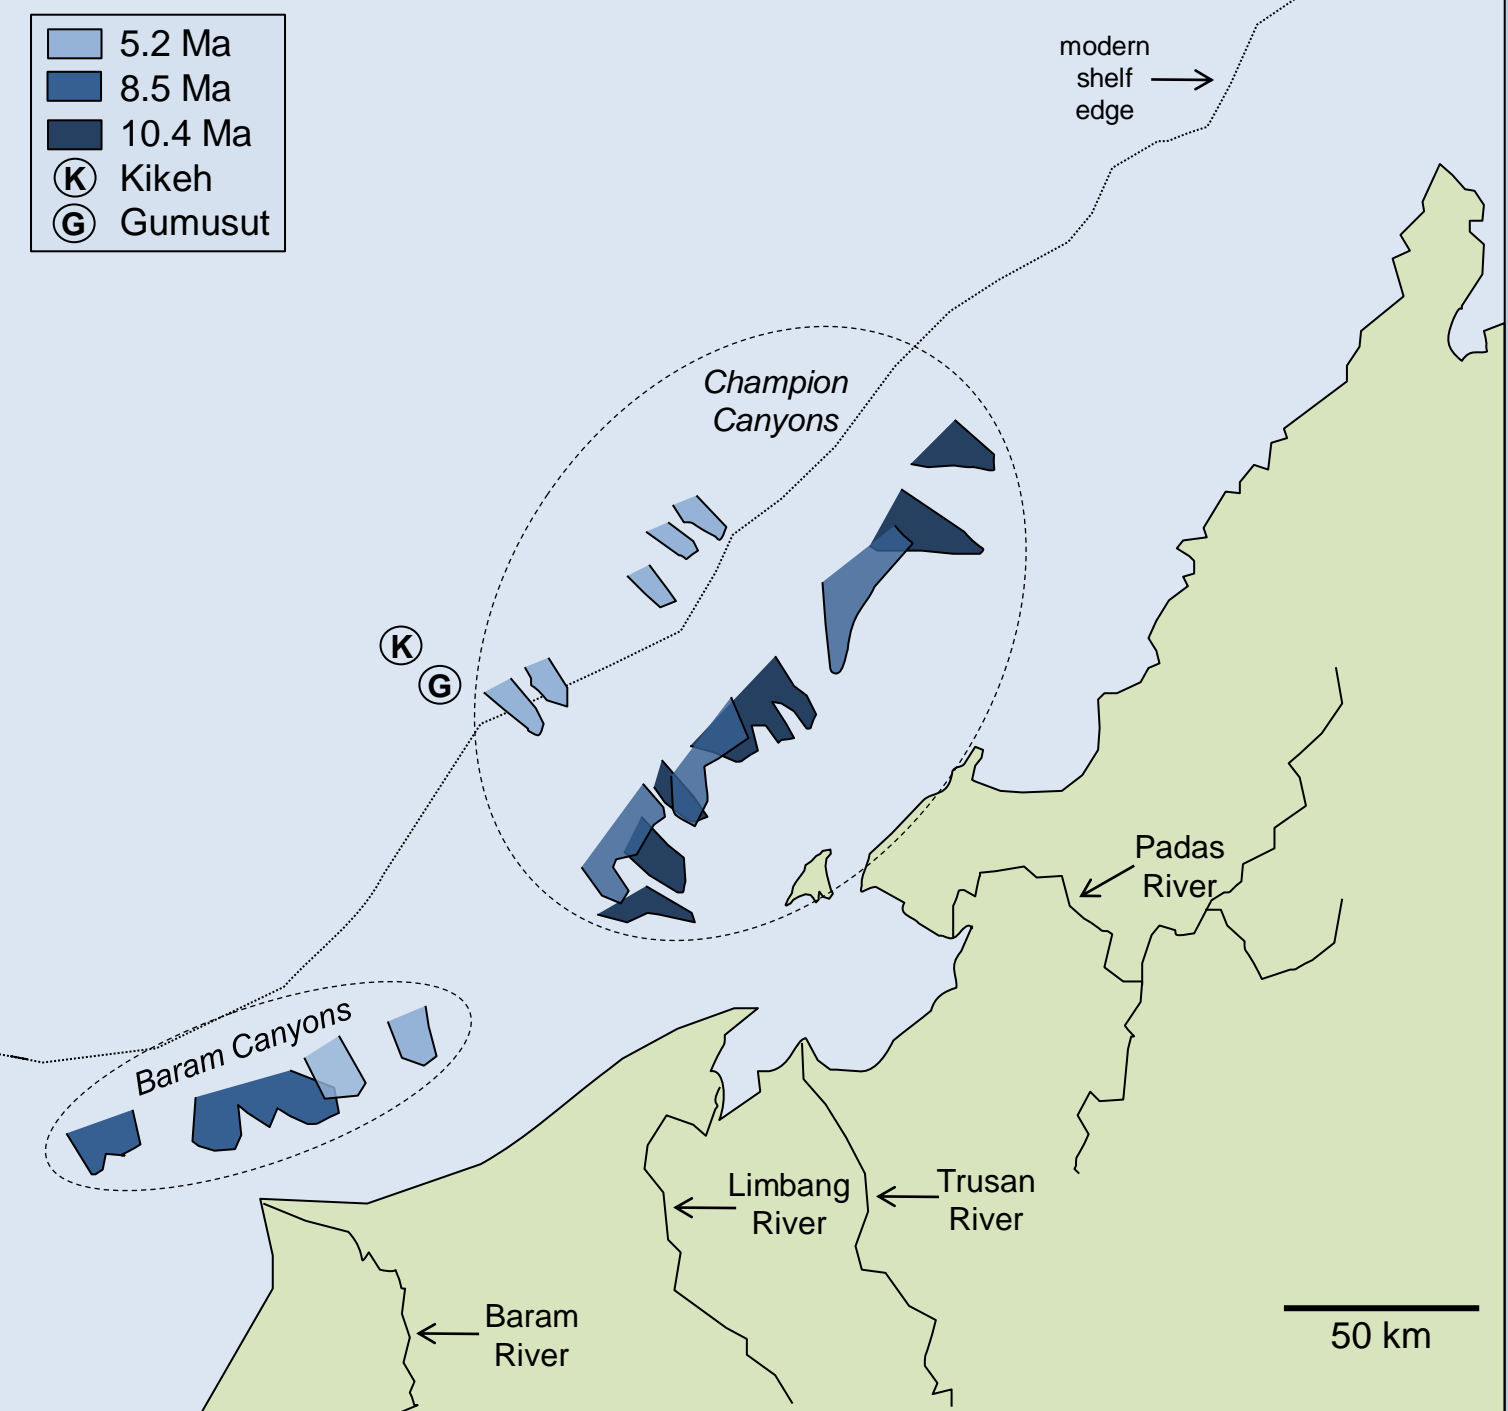 5.2 Ma
8.5 Ma
10.4 Ma
K Kikeh
G Gumusut
modern
shelf
edge
Champion
Canyons
K
G
Padas
River
Baram Canyons
Limbang
River
Trusan
River
Baram
River
50 km